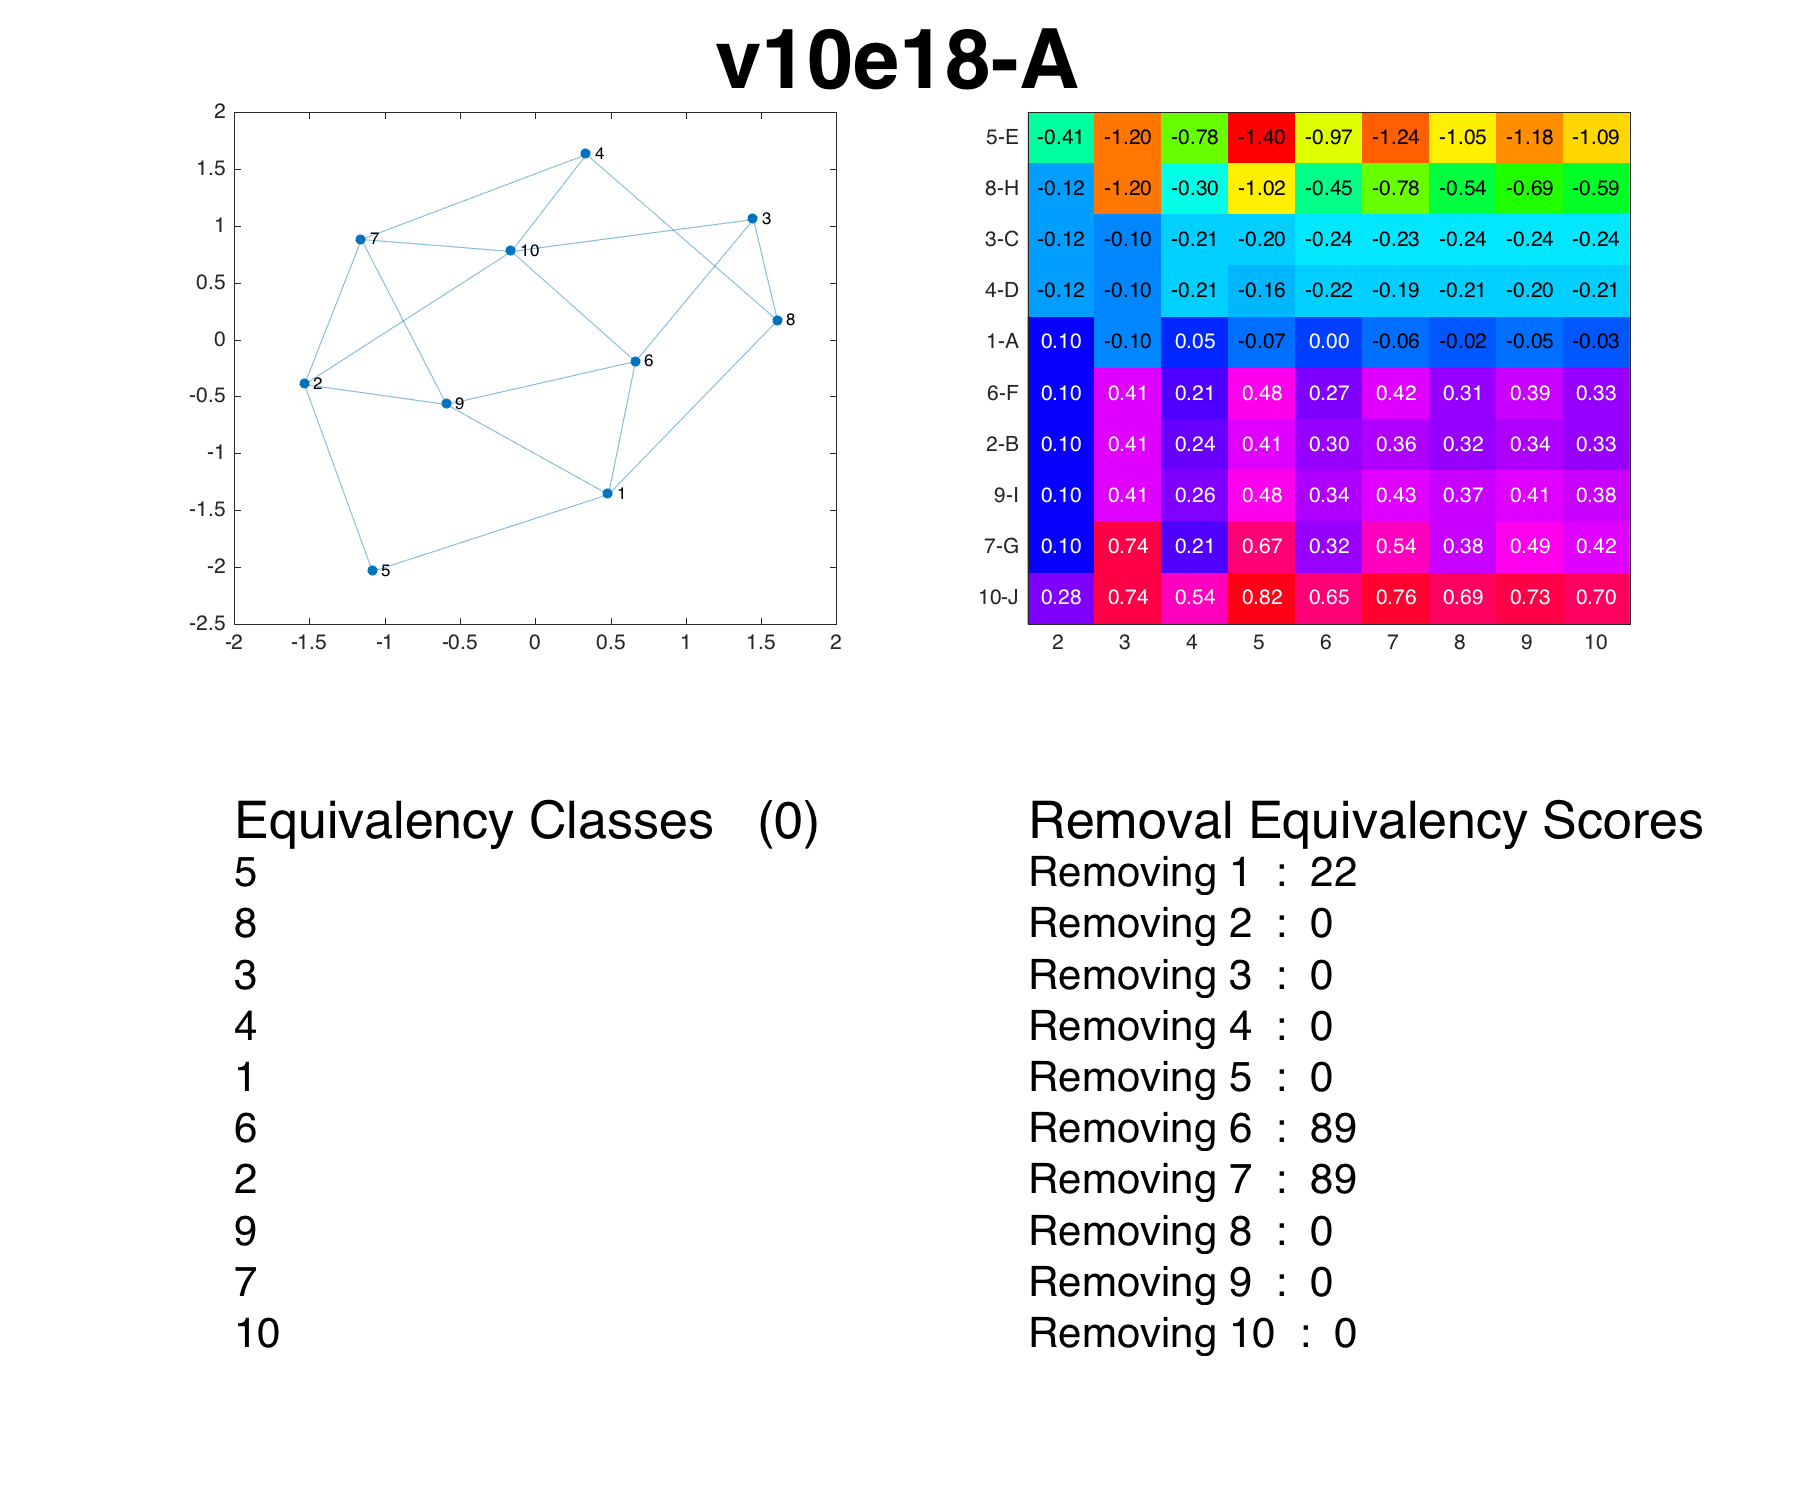 v10e18-A
2
1.5
1
0.5
0
-0.5
-1
-1.5
-2
-2.5
-2 -1.5 -1 -0.5 0 0.5 1 1.5 2
4
3
7
10
8
6
2
9
1
5
5-E -0.41 -1.20 -0.78 -1.40 -0.97 -1.24 -1.05 -1.18 -1.09
8-H -0.12 -1.20 -0.30 -1.02 -0.45 -0.78 -0.54 -0.69 -0.59
3-C -0.12 -0.10 -0.21 -0.20 -0.24 -0.23 -0.24 -0.24 -0.24
4-D -0.12 -0.10 -0.21 -0.16 -0.22 -0.19 -0.21 -0.20 -0.21
1-A 0.10 -0.10 0.05 -0.07 0.00 -0.06 -0.02 -0.05 -0.03
6-F 0.10 0.41 0.21 0.48 0.27 0.42 0.31 0.39 0.33
2-B 0.10 0.41 0.24 0.41 0.30 0.36 0.32 0.34 0.33
9-I 0.10 0.41 0.26 0.48 0.34 0.43 0.37 0.41 0.38
7-G 0.10 0.74 0.21 0.67 0.32 0.54 0.38 0.49 0.42
10-J 0.28 0.74 0.54 0.82 0.65 0.76 0.69 0.73 0.70
2 3 4 5 6 7 8 9 10
Equivalency Classes (0)
5
8
3
4
1
6
2
9
7
10
Removal Equivalency Scores
Removing 1 : 22
Removing 2 : 0
Removing 3 : 0
Removing 4 : 0
Removing 5 : 0
Removing 6 : 89
Removing 7 : 89
Removing 8 : 0
Removing 9 : 0
Removing 10 : 0